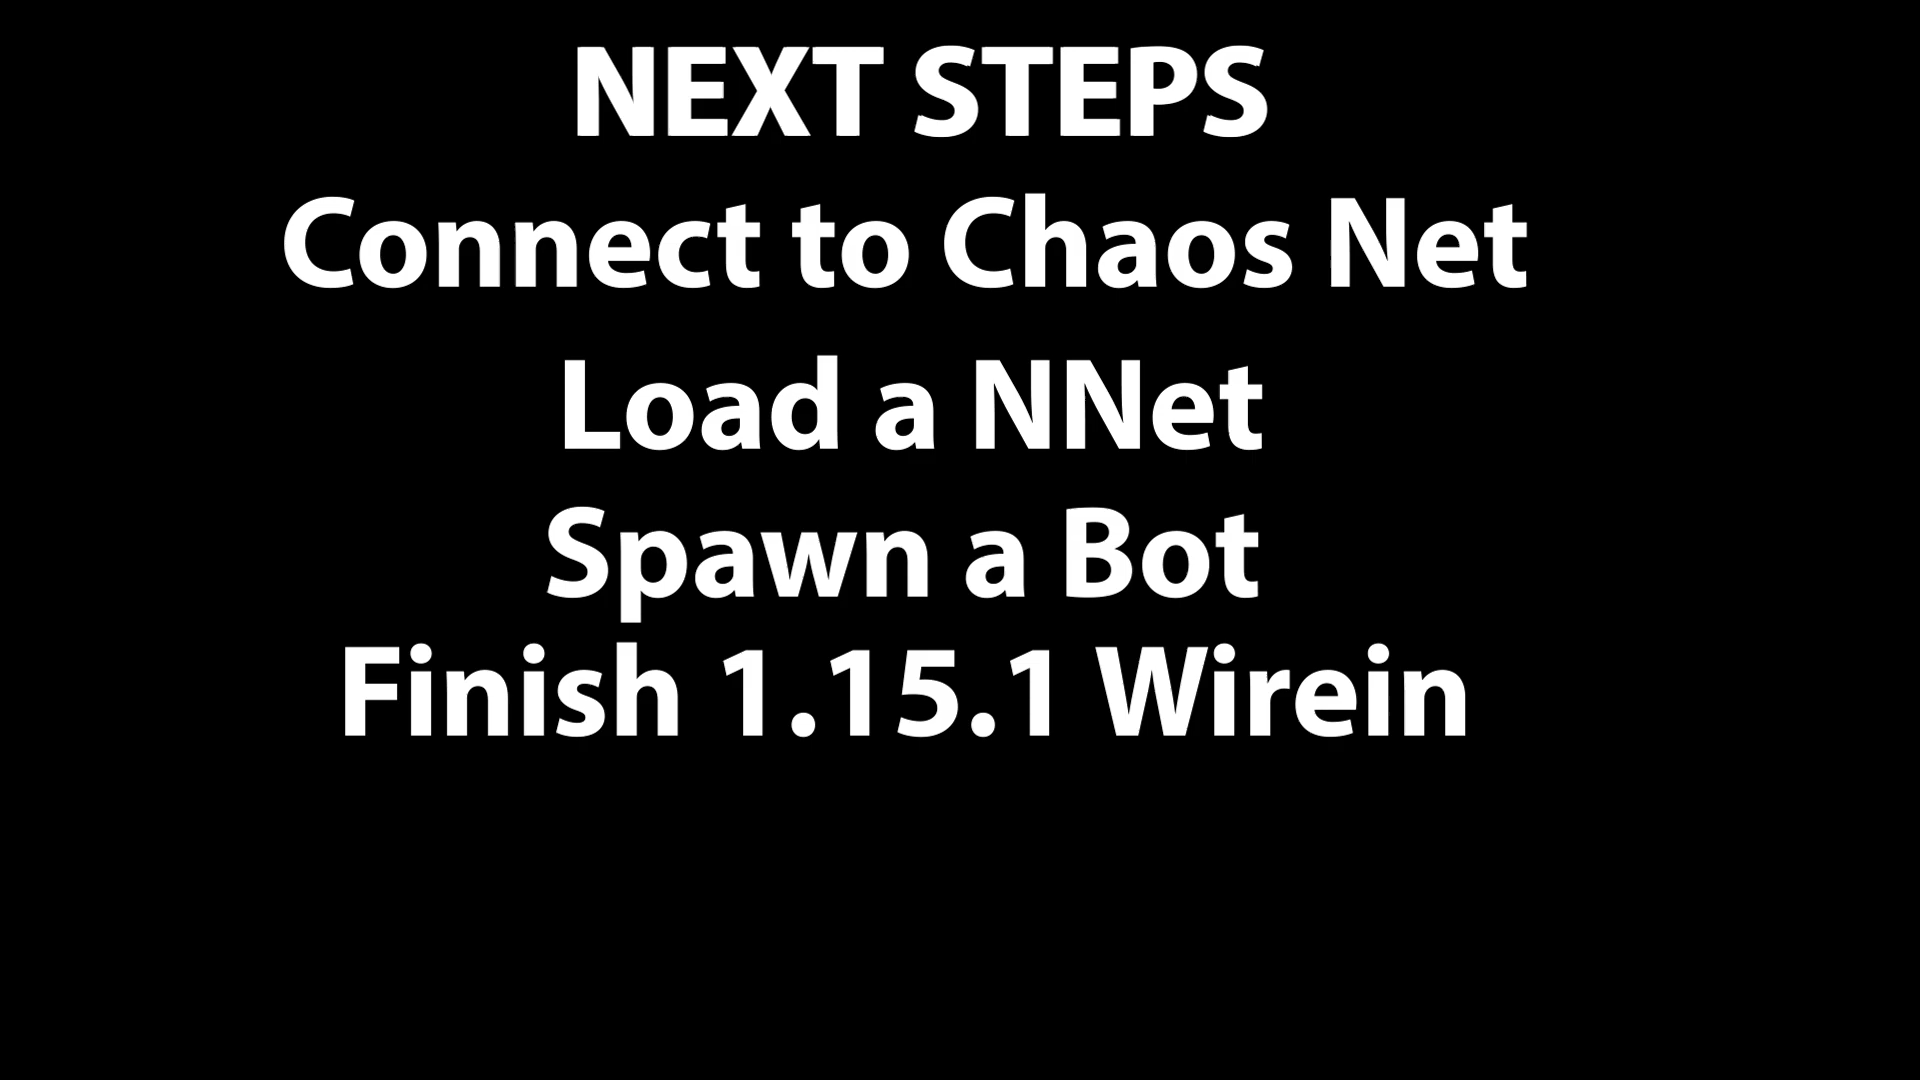 NEXT STEPS
Connect to Chaos Net
Load a NNet
Spawn a Bot
Finish 1.15.1 Wirein